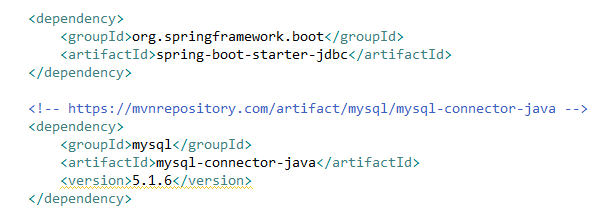 <dependency>
<groupId>org.springframework.boot</groupId>
<artifactId>spring-boot-starter-jdbc</artifactId>
</dependency>
<!-- https://mvnrepository.com/artifact/mysql/mysql-connector-java -->
<dependency>
<groupId>mysql</groupId>
<artifactId>mysql-connector-java</artifactId>
<version>5.1.6</version>
</dependency>